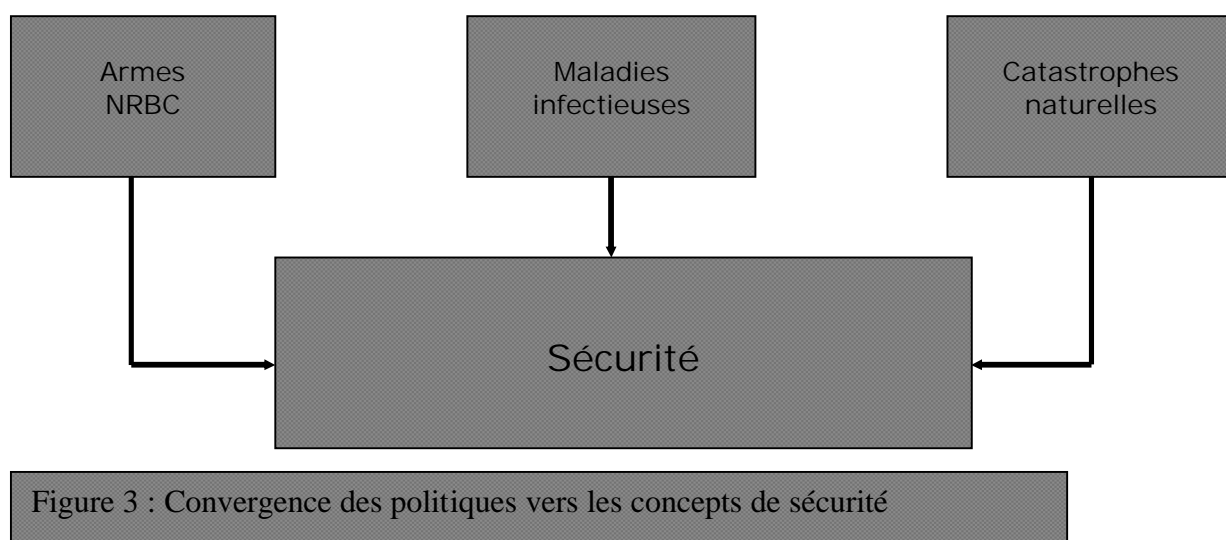 Armes
NRBC
Maladies
infectieuses
Catastrophes
naturelles
Sécurité
Figure 3 : Convergence des politiques vers les concepts de sécurité